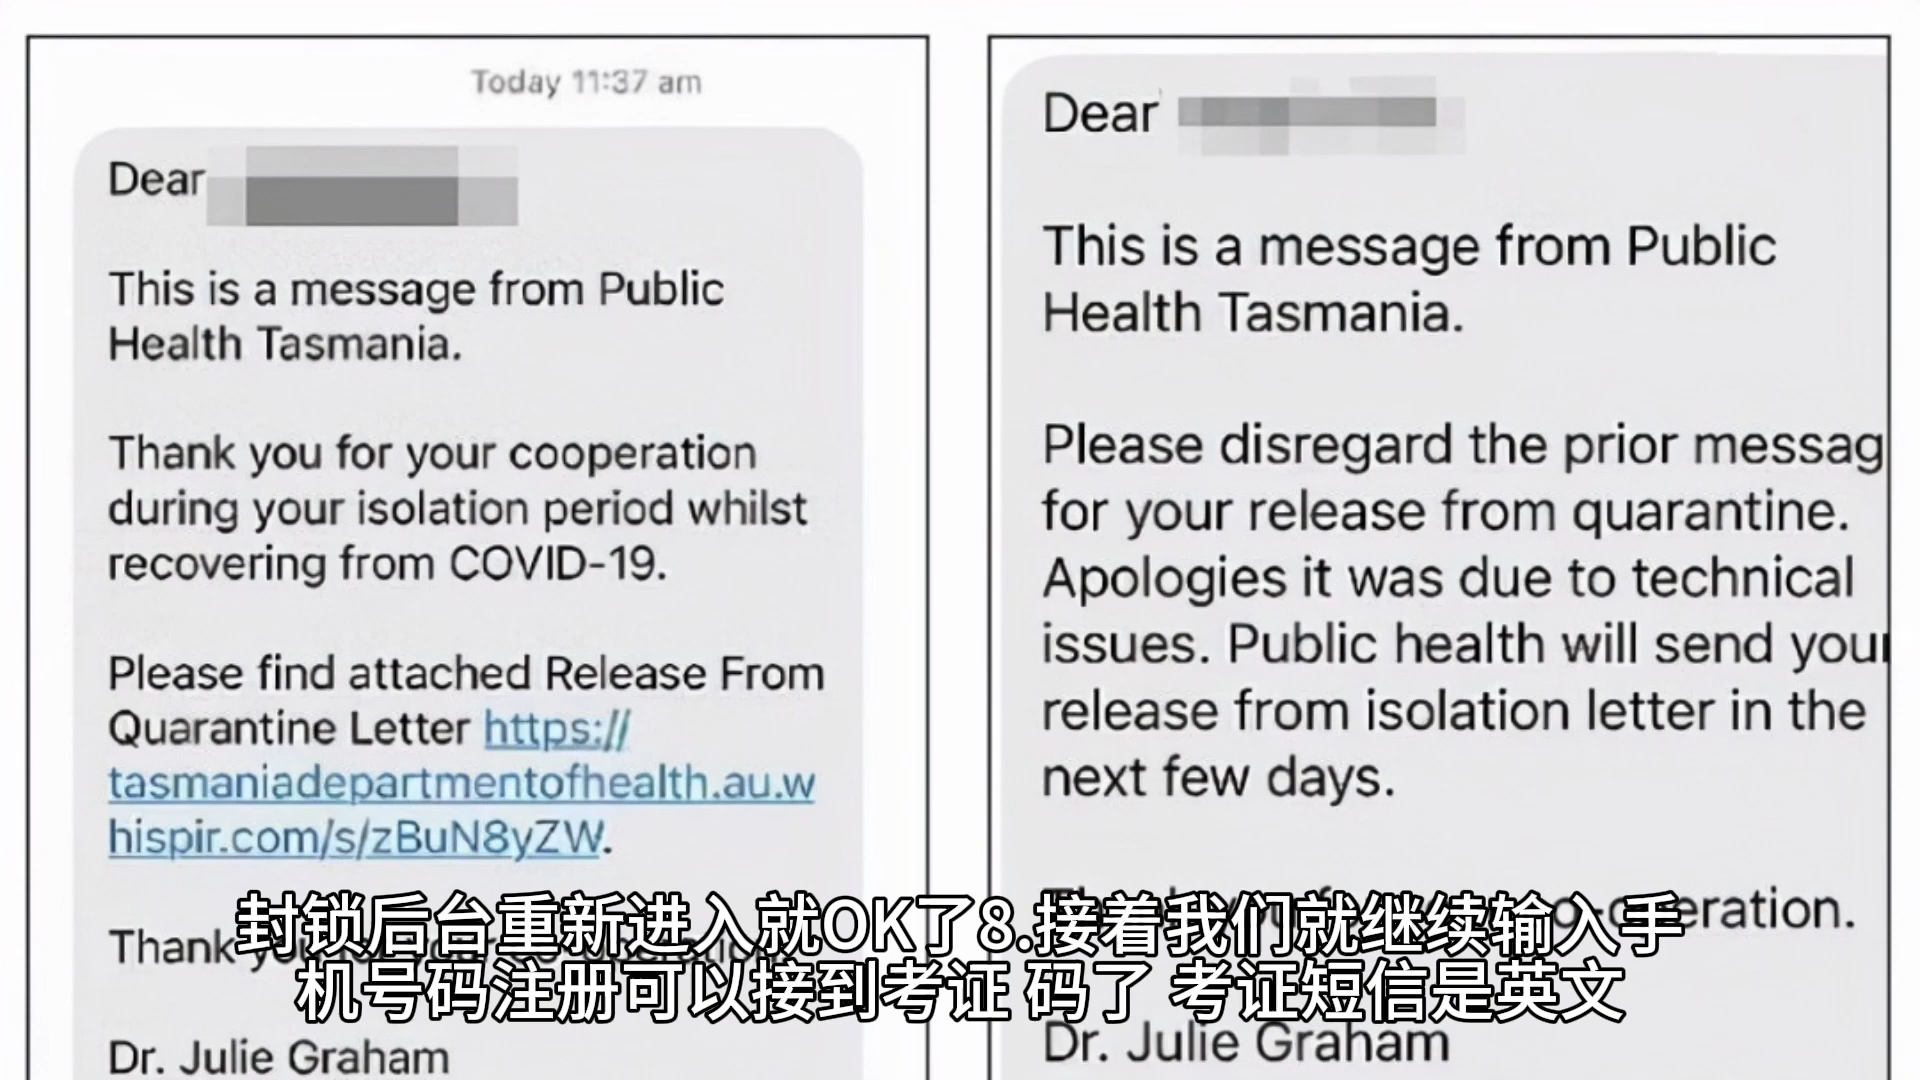 Today 11:37 am
Dear
This is a message from Public
Health Tasmania.
Thank you for your cooperation
during your isolation period whilst
recovering from COVID-19.
Please find attached Release From
Quarantine Letter https://
tasmaniadepartmentofhealth.au.w
hispir.com/s/zBuN8yZW.
Thank
Dr. Julie Graham
Dear
This is a message from Public
Health Tasmania.
Please disregard the prior messag
for your release from quarantine.
Apologies it was due to technical
issues. Public health will send your
release from isolation letter in the
next few days.
co-operation.
Dr. Julie Graham
封锁后台重新进入就OK了8.接着我们就继续输入手
机号码注册可以接到考证 码了 考证短信是英文